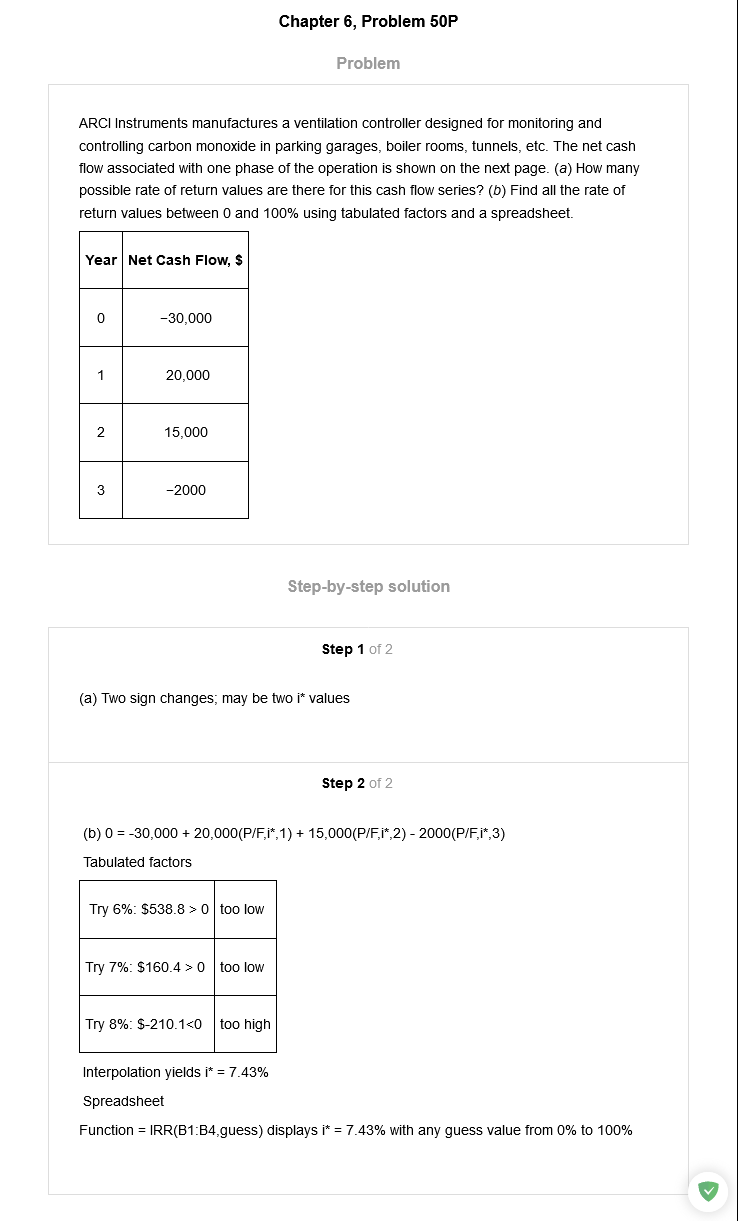 Chapter 6, Problem 50P
Problem
ARCI Instruments manufactures a ventilation controller designed for monitoring and
controlling carbon monoxide in parking garages, boiler rooms, tunnels, etc. The net cash
flow associated with one phase of the operation is shown on the next page. (a) How many
possible rate of return values are there for this cash flow series? (b) Find all the rate of
return values between 0 and 100% using tabulated factors and a spreadsheet.
Year Net Cash Flow, $
0 −30,000
1 20,000
2 15,000
3 −2000
Step-by-step solution
Step 1 of 2
(a) Two sign changes; may be two i* values
Step 2 of 2
(b) 0 = -30,000 + 20,000(P/F,i*,1) + 15,000(P/F,i*,2) - 2000(P/F,i*,3)
Tabulated factors
Try 6%: $538.8 > 0 too low
Try 7%: $160.4 > 0 too low
Try 8%: $-210.1<0 too high
Interpolation yields i* = 7.43%
Spreadsheet
Function = IRR(B1:B4,guess) displays i* = 7.43% with any guess value from 0% to 100%